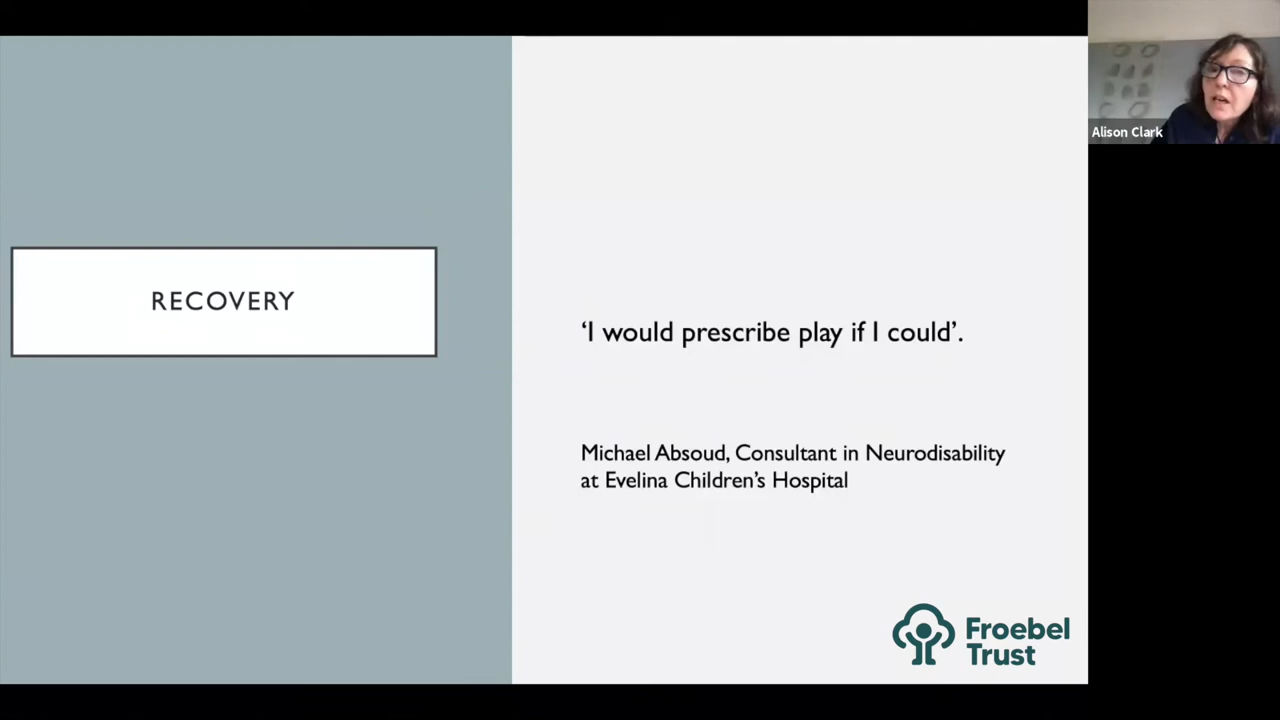 RECOVERY
‘I would prescribe play if I could’.
Michael Absoud, Consultant in Neurodisability
at Evelina Children’s Hospital
Froebel
Trust
Alison Clark